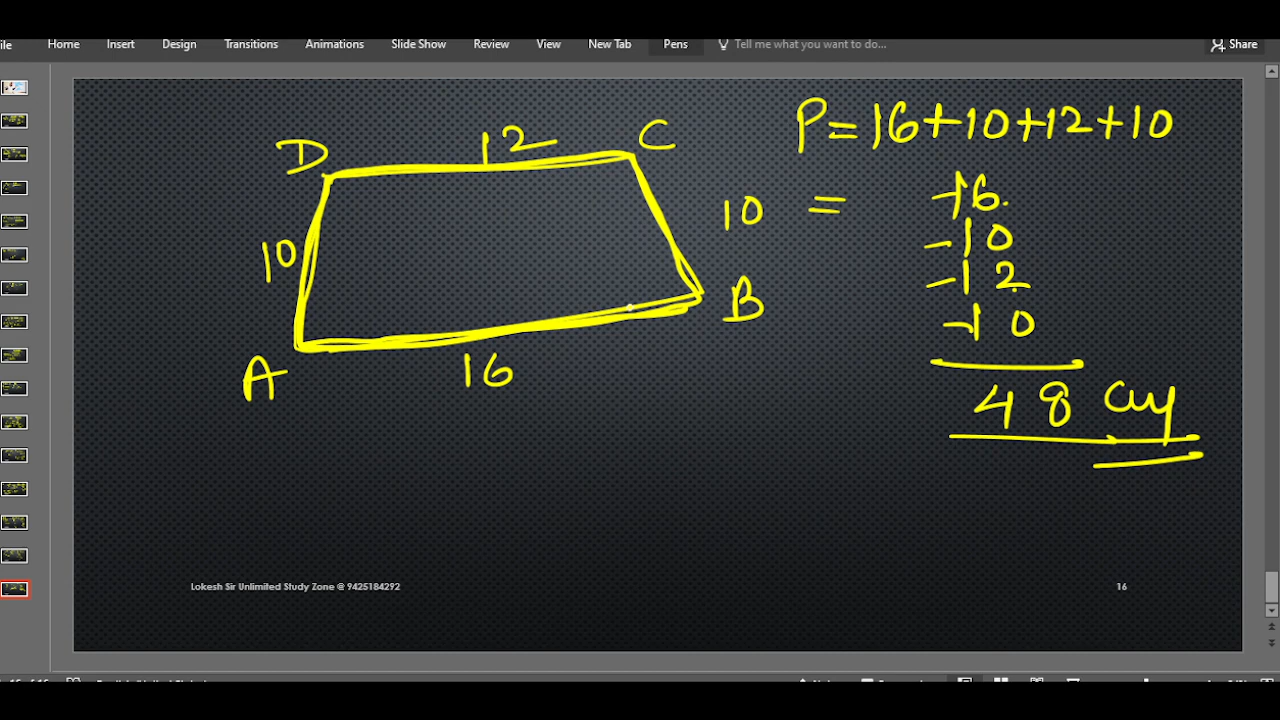 File Home Insert Design Transitions Animations Slide Show Review View New Tab Pens Tell me what you want to do... Share
D 12 C
10
10
B
A 16
P=16+10+12+10
= -16.
-10
-12
-10
48 cm
Lokesh Sir Unlimited Study Zone @ 9425184292 16